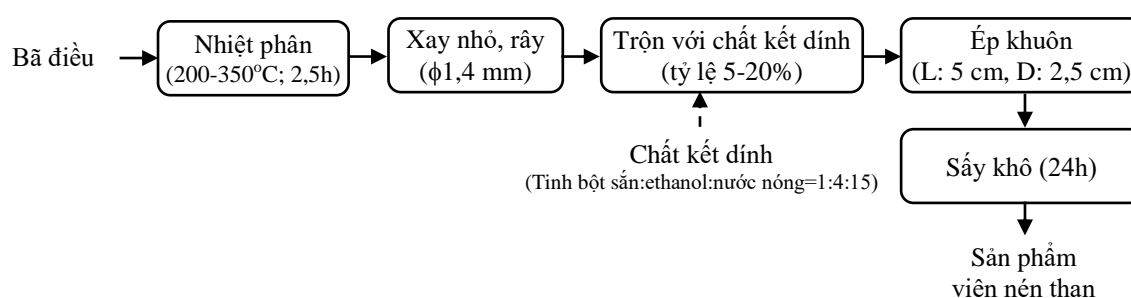 Bã điều
Nhiệt phân
(200-350°C; 2,5h)
Xay nhỏ, rây
(ϕ1,4 mm)
Trộn với chất kết dính
(tỷ lệ 5-20%)
Ép khuôn
(L: 5 cm, D: 2,5 cm)
Chất kết dính
(Tinh bột sắn:ethanol:nước nóng=1:4:15)
Sấy khô (24h)
Sản phẩm
viên nén than